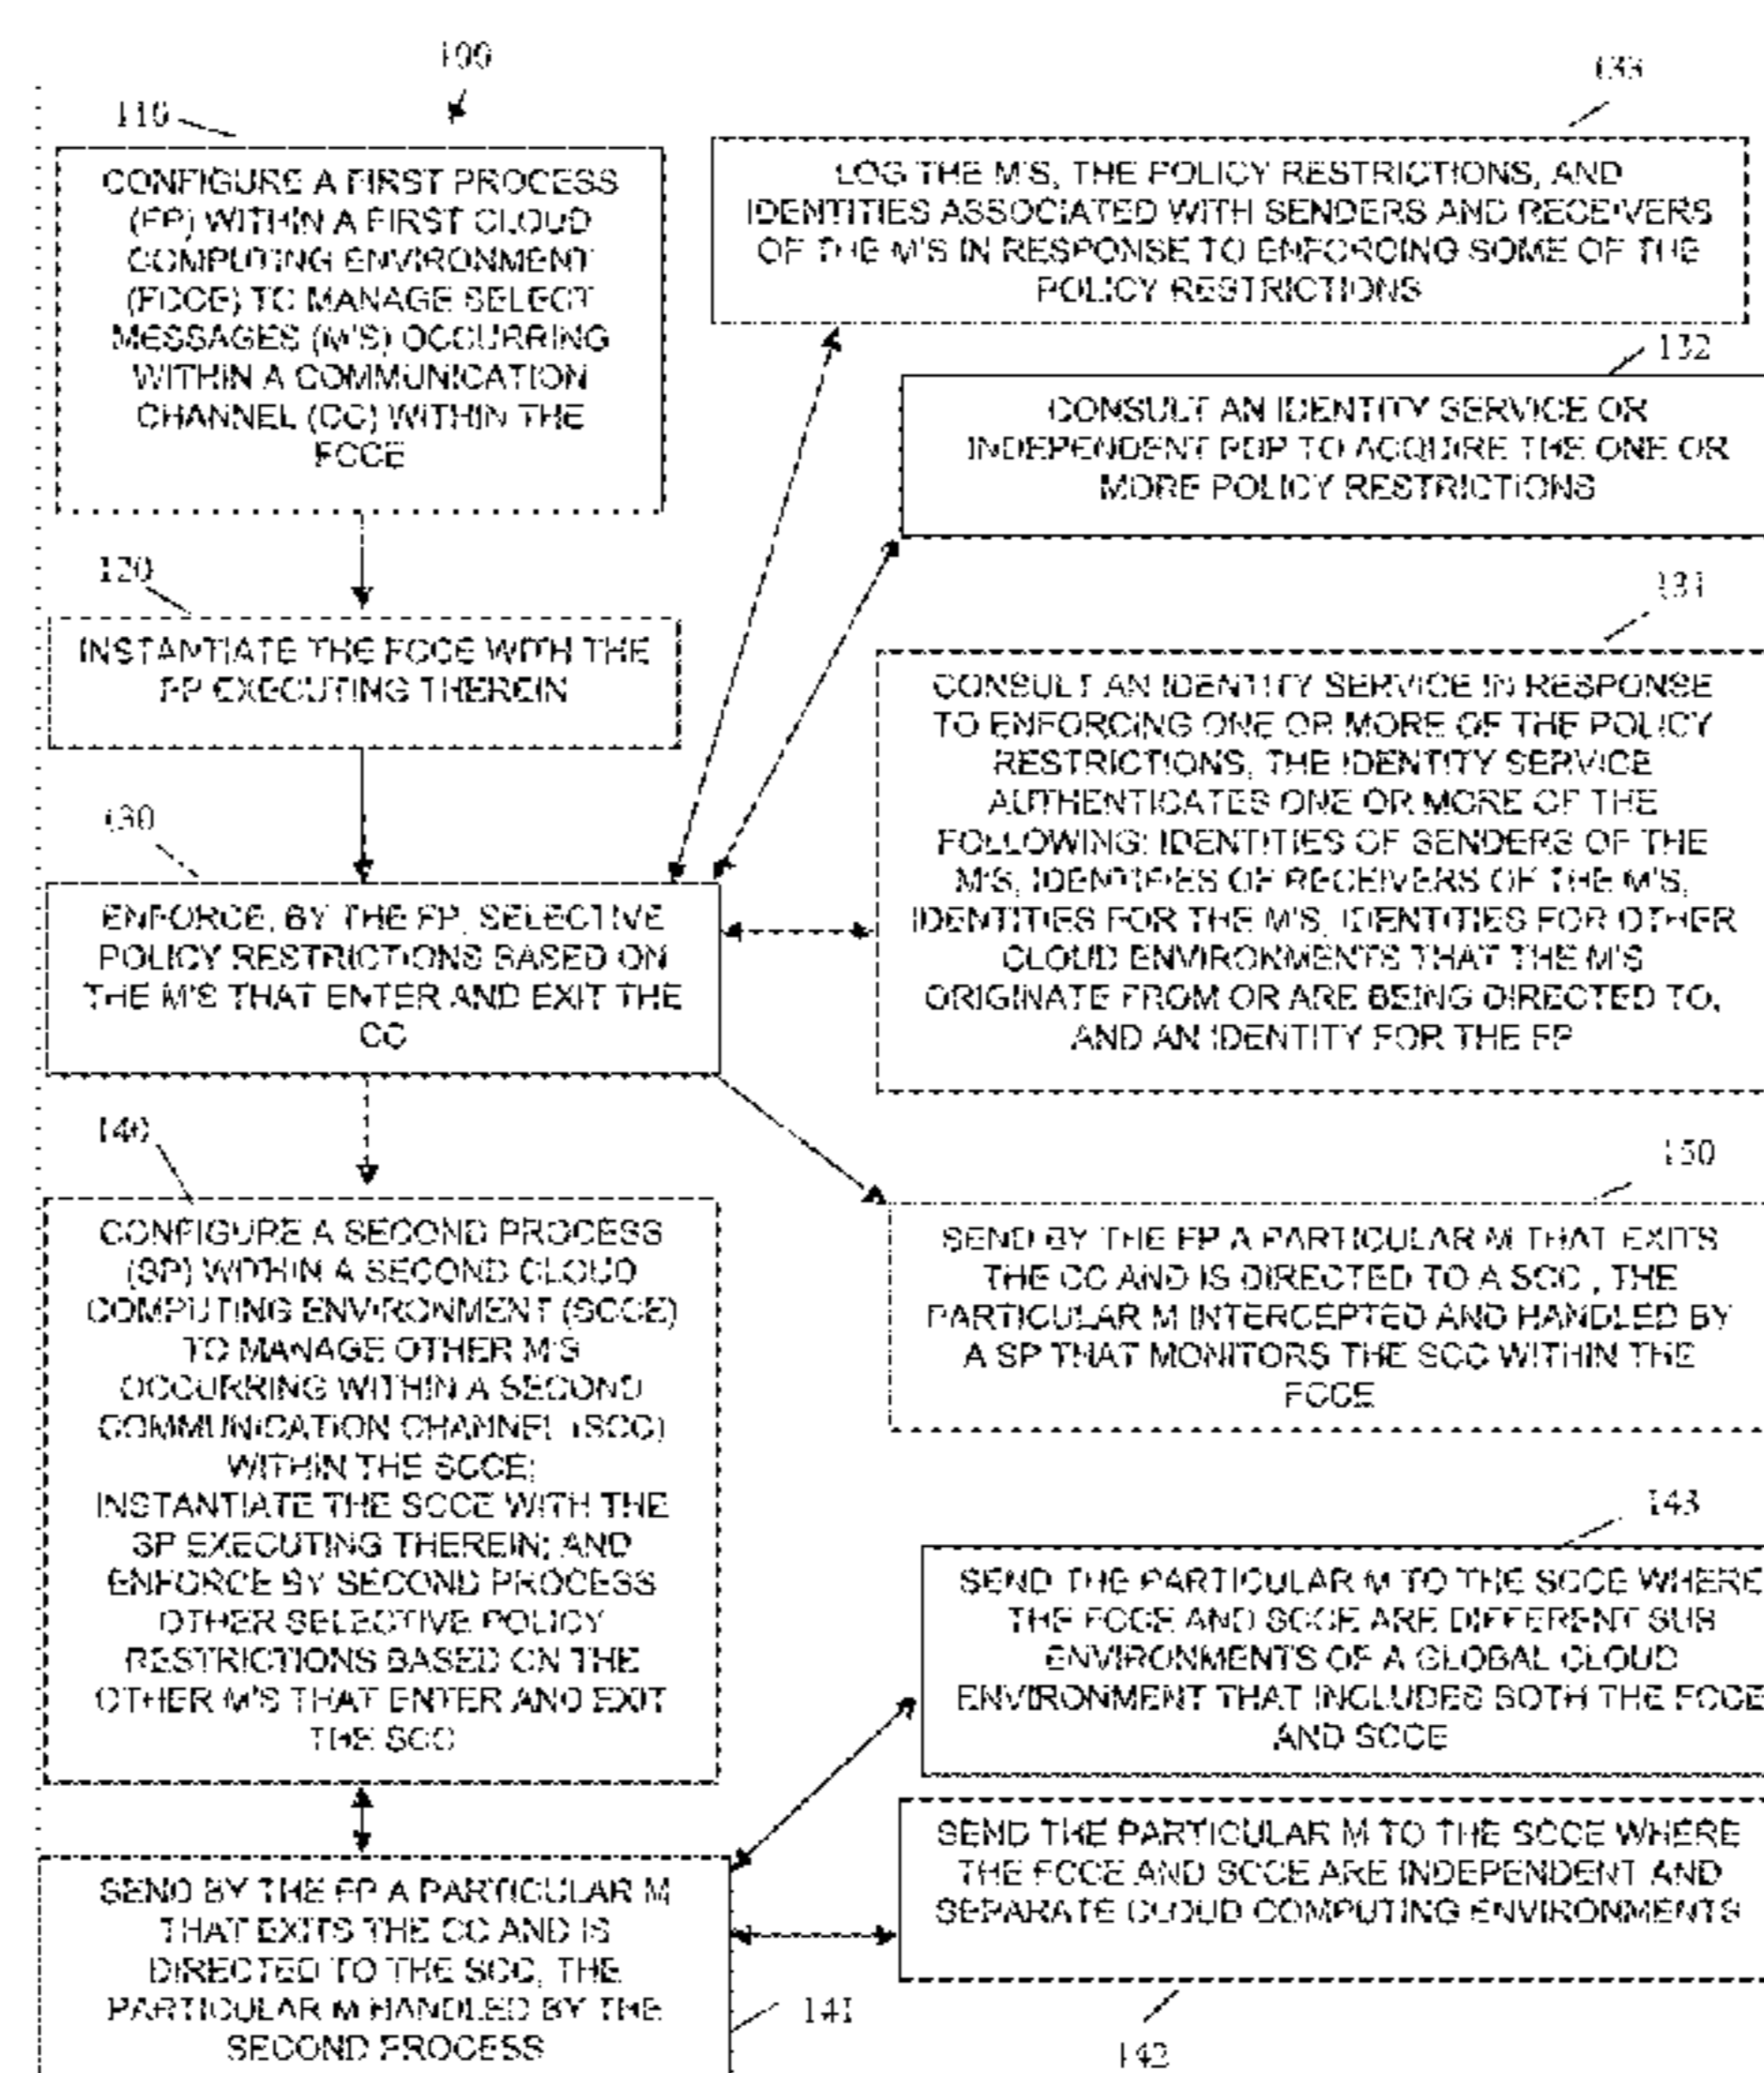 100
110
CONFIGURE A FIRST PROCESS
(FP) WITHIN A FIRST CLOUD
COMPUTING ENVIRONMENT
(FCCE) TO MANAGE SELECT
MESSAGES (M'S) OCCURRING
WITHIN A COMMUNICATION
CHANNEL (CC) WITHIN THE
FCCE
133
LOG THE M'S, THE POLICY RESTRICTIONS, AND
IDENTITIES ASSOCIATED WITH SENDERS AND RECEIVERS
OF THE M'S IN RESPONSE TO ENFORCING SOME OF THE
POLICY RESTRICTIONS
132
CONSULT AN IDENTITY SERVICE OR
INDEPENDENT PDP TO ACQUIRE THE ONE OR
MORE POLICY RESTRICTIONS
120
INSTANTIATE THE FCCE WITH THE
FP EXECUTING THEREIN
131
CONSULT AN IDENTITY SERVICE IN RESPONSE
TO ENFORCING ONE OR MORE OF THE POLICY
RESTRICTIONS, THE IDENTITY SERVICE
AUTHENTICATES ONE OR MORE OF THE
FOLLOWING: IDENTITIES OF SENDERS OF THE
M'S, IDENTITIES OF RECEIVERS OF THE M'S,
IDENTITIES FOR THE M'S, IDENTITIES FOR OTHER
CLOUD ENVIRONMENTS THAT THE M'S
ORIGINATE FROM OR ARE BEING DIRECTED TO,
AND AN IDENTITY FOR THE FP
130
ENFORCE, BY THE FP, SELECTIVE
POLICY RESTRICTIONS BASED ON
THE M'S THAT ENTER AND EXIT THE
CC
140
CONFIGURE A SECOND PROCESS
(SP) WITHIN A SECOND CLOUD
COMPUTING ENVIRONMENT (SCCE)
TO MANAGE OTHER M'S
OCCURRING WITHIN A SECOND
COMMUNICATION CHANNEL (SCC)
WITHIN THE SCCE;
INSTANTIATE THE SCCE WITH THE
SP EXECUTING THEREIN; AND
ENFORCE BY SECOND PROCESS
OTHER SELECTIVE POLICY
RESTRICTIONS BASED ON THE
OTHER M'S THAT ENTER AND EXIT
THE SCC
150
SEND BY THE FP A PARTICULAR M THAT EXITS
THE CC AND IS DIRECTED TO A SCC , THE
PARTICULAR M INTERCEPTED AND HANDLED BY
A SP THAT MONITORS THE SCC WITHIN THE
FCCE
143
SEND THE PARTICULAR M TO THE SCCE WHERE
THE FCCE AND SCCE ARE DIFFERENT SUB
ENVIRONMENTS OF A GLOBAL CLOUD
ENVIRONMENT THAT INCLUDES BOTH THE FCCE
AND SCCE
SEND THE PARTICULAR M TO THE SCCE WHERE
THE FCCE AND SCCE ARE INDEPENDENT AND
SEPARATE CLOUD COMPUTING ENVIRONMENTS
142
SEND BY THE FP A PARTICULAR M
THAT EXITS THE CC AND IS
DIRECTED TO THE SCC, THE
PARTICULAR M HANDLED BY THE
SECOND PROCESS
141